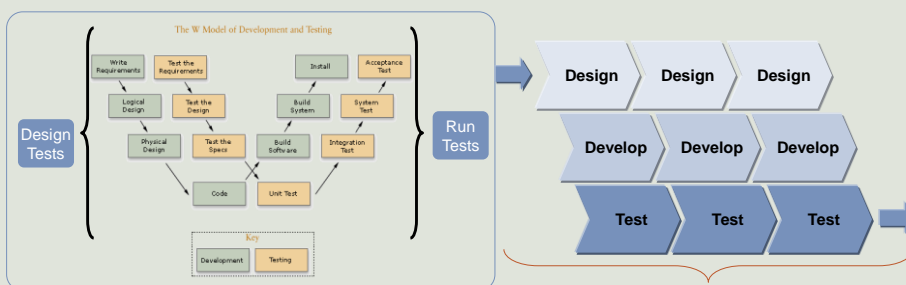 The W Model of Development and Testing
Write
Requirements
Test the
Requirements
Install
Acceptance
Test
Logical
Design
Test the
Design
Build
System
System
Test
Physical
Design
Test the
Specs
Build
Software
Integration
Test
Code
Unit Test
Design
Tests
Run
Tests
Key
Development
Testing
Design
Design
Design
Develop
Develop
Develop
Test
Test
Test